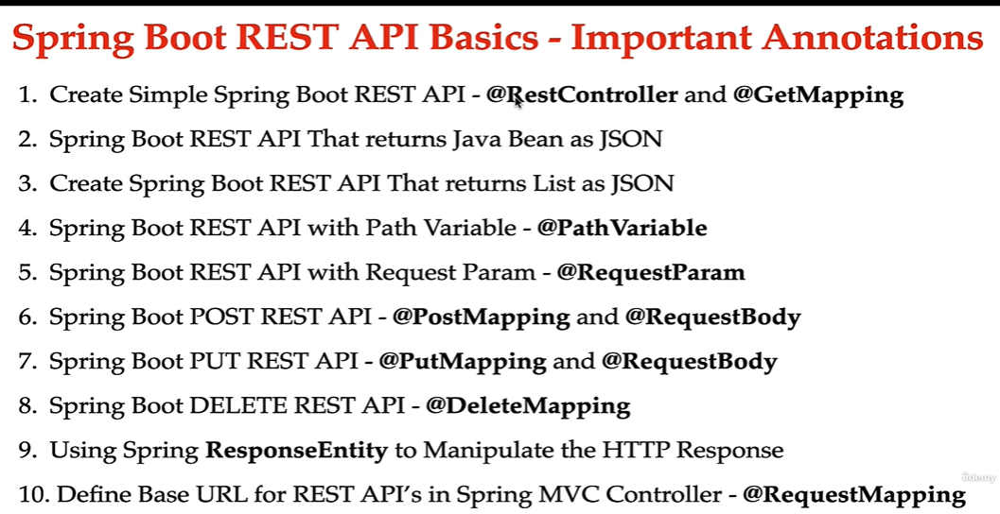 Spring Boot REST API Basics - Important Annotations
1. Create Simple Spring Boot REST API - @RestController and @GetMapping
2. Spring Boot REST API That returns Java Bean as JSON
3. Create Spring Boot REST API That returns List as JSON
4. Spring Boot REST API with Path Variable - @PathVariable
5. Spring Boot REST API with Request Param - @RequestParam
6. Spring Boot POST REST API - @PostMapping and @RequestBody
7. Spring Boot PUT REST API - @PutMapping and @RequestBody
8. Spring Boot DELETE REST API - @DeleteMapping
9. Using Spring ResponseEntity to Manipulate the HTTP Response
ûdemy
10. Define Base URL for REST API's in Spring MVC Controller - @RequestMapping